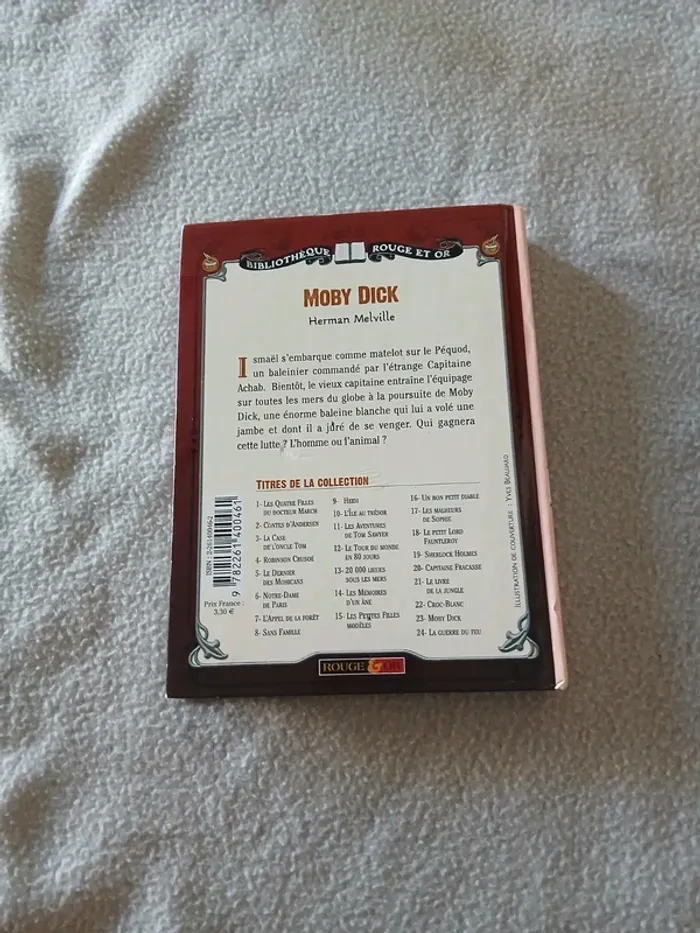 BIBLIOTHÈQUE ROUGE ET OR
MOBY DICK
Herman Melville
Ismaël s'embarque comme matelot sur le Péquod,
un baleinier commandé par l'étrange Capitaine
Achab. Bientôt, le vieux capitaine entraîne l'équipage
sur toutes les mers du globe à la poursuite de Moby
Dick, une énorme baleine blanche qui lui a volé une
jambe et dont il a juré de se venger. Qui gagnera
cette lutte ? L'homme ou l'animal ?
TITRES DE LA COLLECTION
1- LES QUATRE FILLES
DU DOCTEUR MARCH
2- CONTES D'ANDERSEN
3- LA CASE
DE L'ONCLE TOM
4- ROBINSON CRUSOÉ
5- LE DERNIER
DES MOHICANS
6- NOTRE-DAME
DE PARIS
7- L'APPEL DE LA FORÊT
8- SANS FAMILLE
9- HEIDI
10- L'ÎLE AU TRÉSOR
11- LES AVENTURES
DE TOM SAWYER
12- LE TOUR DU MONDE
EN 80 JOURS
13- 20 000 LIEUES
SOUS LES MERS
14- LES MÉMOIRES
D'UN ÂNE
15- LES PETITES FILLES
MODÈLES
16- UN BON PETIT DIABLE
17- LES MALHEURS
DE SOPHIE
18- LE PETIT LORD
FAUNTLEROY
19- SHERLOCK HOLMES
20- CAPITAINE FRACASSE
21- LE LIVRE
DE LA JUNGLE
22- CROC-BLANC
23- MOBY DICK
24- LA GUERRE DU FEU
ISBN : 2-261-40046-2
9 782261 400461
Prix France :
3,30 €
ILLUSTRATION DE COUVERTURE : YVES BEAUJARD
ROUGE & OR